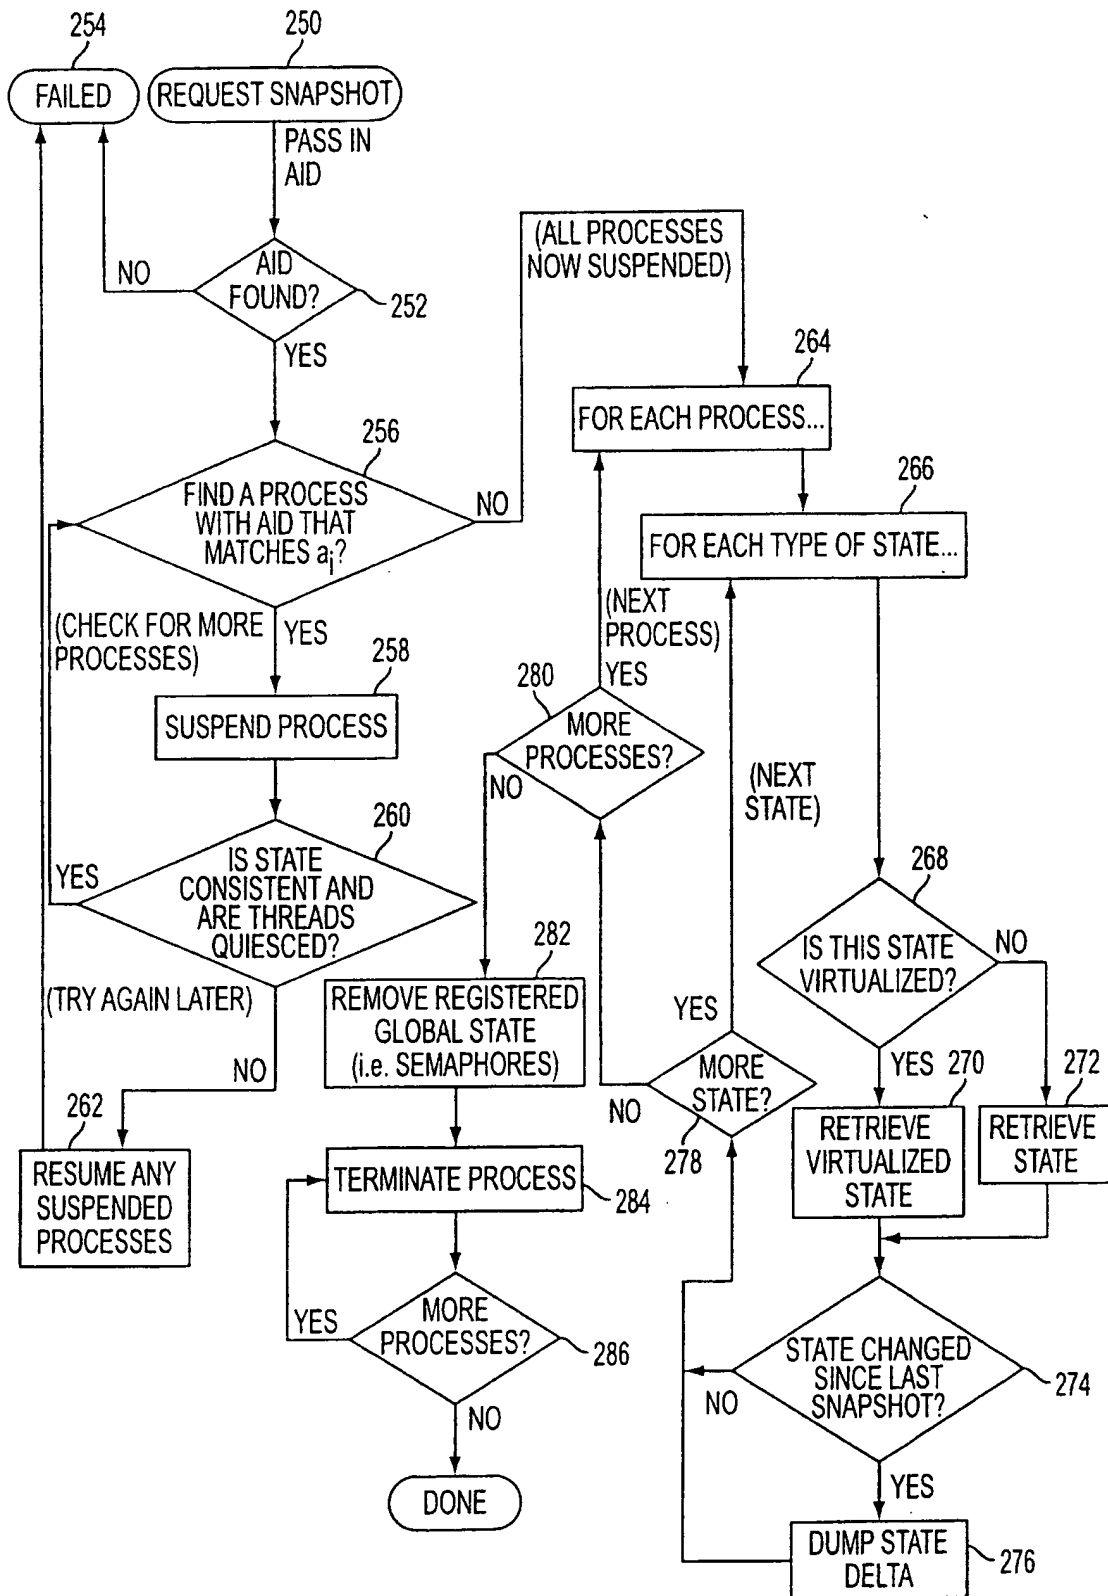 254
250
FAILED
REQUEST SNAPSHOT
PASS IN
AID
NO
AID
FOUND?
252
YES
(ALL PROCESSES
NOW SUSPENDED)
264
FOR EACH PROCESS...
256
FIND A PROCESS
WITH AID THAT
MATCHES ai?
NO
266
FOR EACH TYPE OF STATE...
(CHECK FOR MORE
PROCESSES)
YES
258
SUSPEND PROCESS
(NEXT
PROCESS)
280
YES
MORE
PROCESSES?
NO
(NEXT
STATE)
260
IS STATE
CONSISTENT AND
ARE THREADS
QUIESCED?
YES
268
IS THIS STATE
VIRTUALIZED?
NO
(TRY AGAIN LATER)
NO
282
REMOVE REGISTERED
GLOBAL STATE
(i.e. SEMAPHORES)
YES
MORE
STATE?
NO
278
YES
270
272
RETRIEVE
VIRTUALIZED
STATE
RETRIEVE
STATE
262
RESUME ANY
SUSPENDED
PROCESSES
TERMINATE PROCESS
284
YES
MORE
PROCESSES?
286
NO
STATE CHANGED
SINCE LAST
SNAPSHOT?
NO
274
YES
DONE
DUMP STATE
DELTA
276